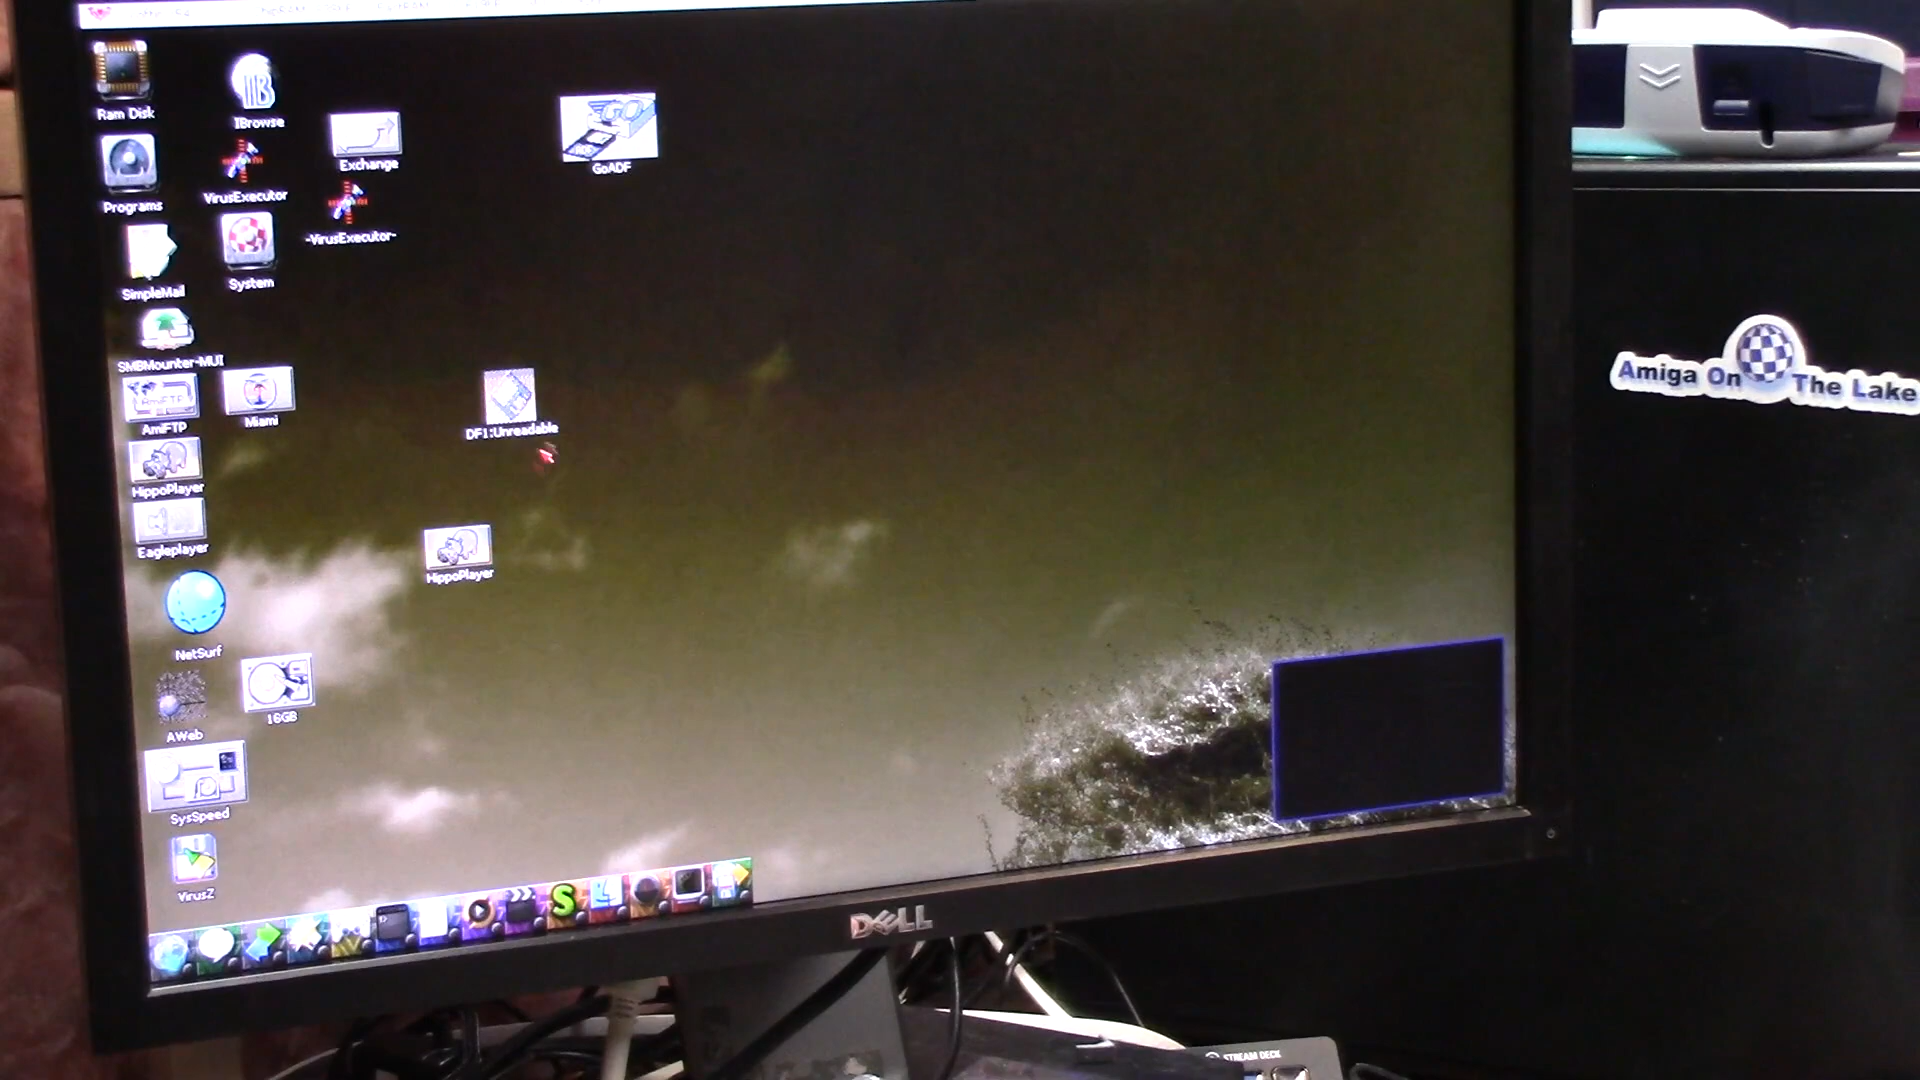 Ram Disk
IBrowse
Exchange
GoADF
Programs
VirusExecutor
-VirusExecutor-
SimpleMail
System
SMBMounter-MUI
AmiFTP
Miami
DF1:Unreadable
HippoPlayer
Eagleplayer
HippoPlayer
NetSurf
16GB
AWeb
SysSpeed
VirusZ
DELL
Amiga On The Lake
STREAM DECK